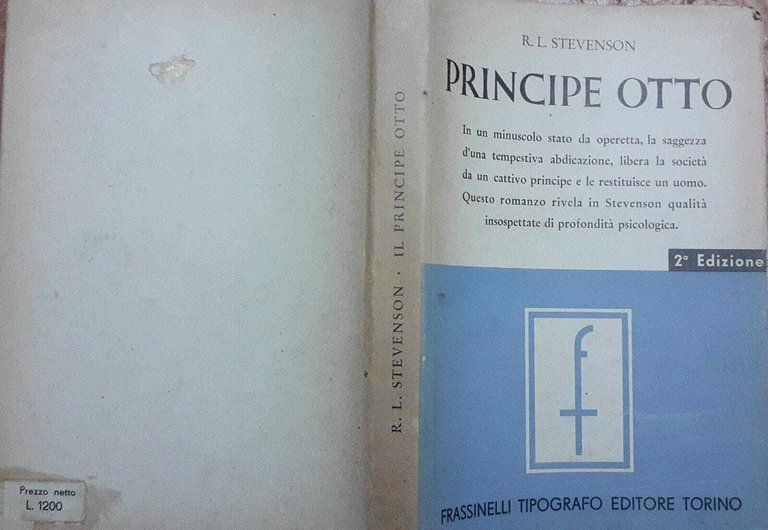 R. L. STEVENSON
PRINCIPE OTTO
In un minuscolo stato da operetta, la saggezza
d'una tempestiva abdicazione, libera la società
da un cattivo principe e le restituisce un uomo.
Questo romanzo rivela in Stevenson qualità
insospettate di profondità psicologica.
2° Edizione
f
FRASSINELLI TIPOGRAFO EDITORE TORINO
R. L. STEVENSON · IL PRINCIPE OTTO
Prezzo netto
L. 1200